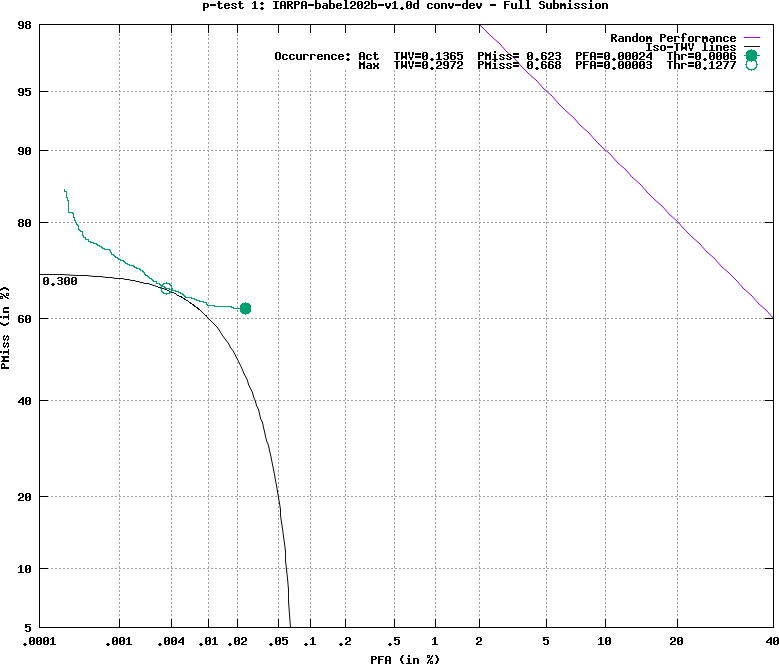 p-test 1: IARPA-babel202b-v1.0d conv-dev - Full Submission
Random Performance
Iso-TWV lines
Occurrence: Act TWV=0.1365 PMiss= 0.623 PFA=0.00024 Thr=0.0006
Max TWV=0.2972 PMiss= 0.668 PFA=0.00003 Thr=0.1277
98
95
90
80
60
40
20
10
5
0.300
PMiss (in %)
.0001 .001 .004 .01 .02 .05 .1 .2 .5 1 2 5 10 20 40
PFA (in %)